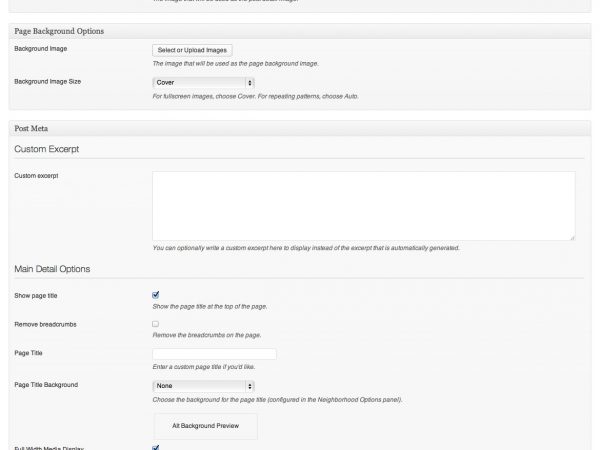 Page Background Options
Background Image
Select or Upload Images
The image that will be used as the page background image.
Background Image Size
Cover
For fullscreen images, choose Cover. For repeating patterns, choose Auto.
Post Meta
Custom Excerpt
Custom excerpt
You can optionally write a custom excerpt here to display instead of the excerpt that is automatically generated.
Main Detail Options
Show page title
Show the page title at the top of the page.
Remove breadcrumbs
Remove the breadcrumbs on the page.
Page Title
Enter a custom page title if you'd like.
Page Title Background
None
Choose the background for the page title (configured in the Neighborhood Options panel).
Alt Background Preview
Full Width Media Display